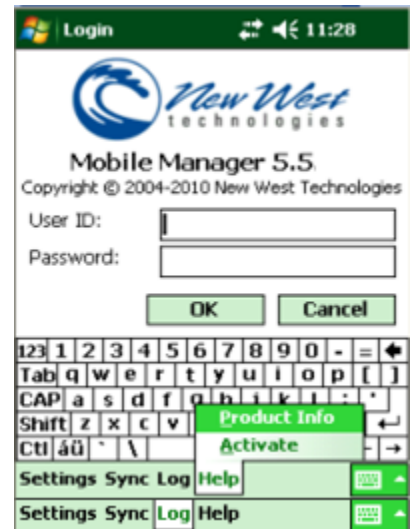 Login 11:28
New West
technologies
Mobile Manager 5.5
Copyright © 2004-2010 New West Technologies
User ID:
Password:
OK Cancel
123 1 2 3 4 5 6 7 8 9 0 - =
Tab q w e r t y u i o p [ ]
CAP a s d f g h j k l ; '
Shift z x c v
Product Info
Ctl áü ` \
Activate
Settings Sync Log Help
Settings Sync Log Help